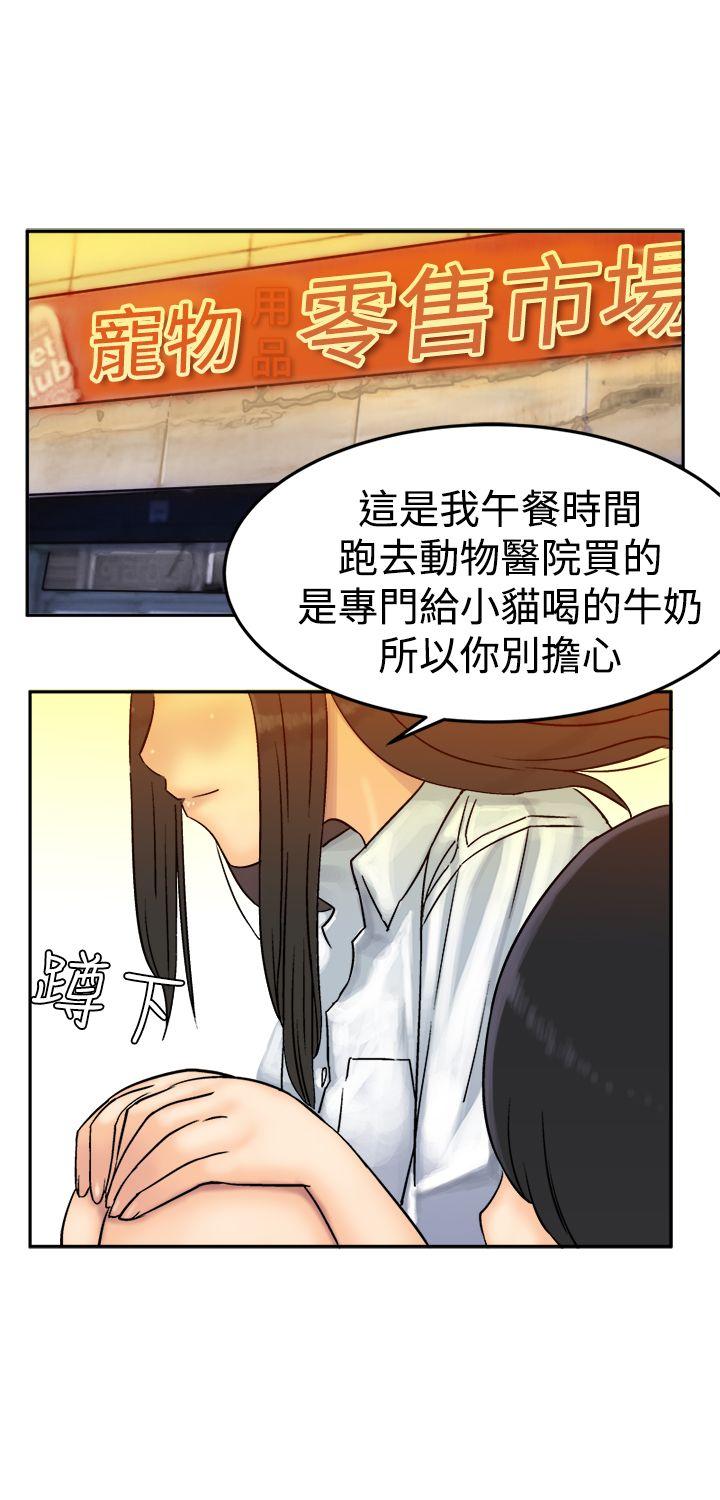 寵物用品零售市場
這是我午餐時間
跑去動物醫院買的
是專門給小貓喝的牛奶
所以你別擔心
蹲下